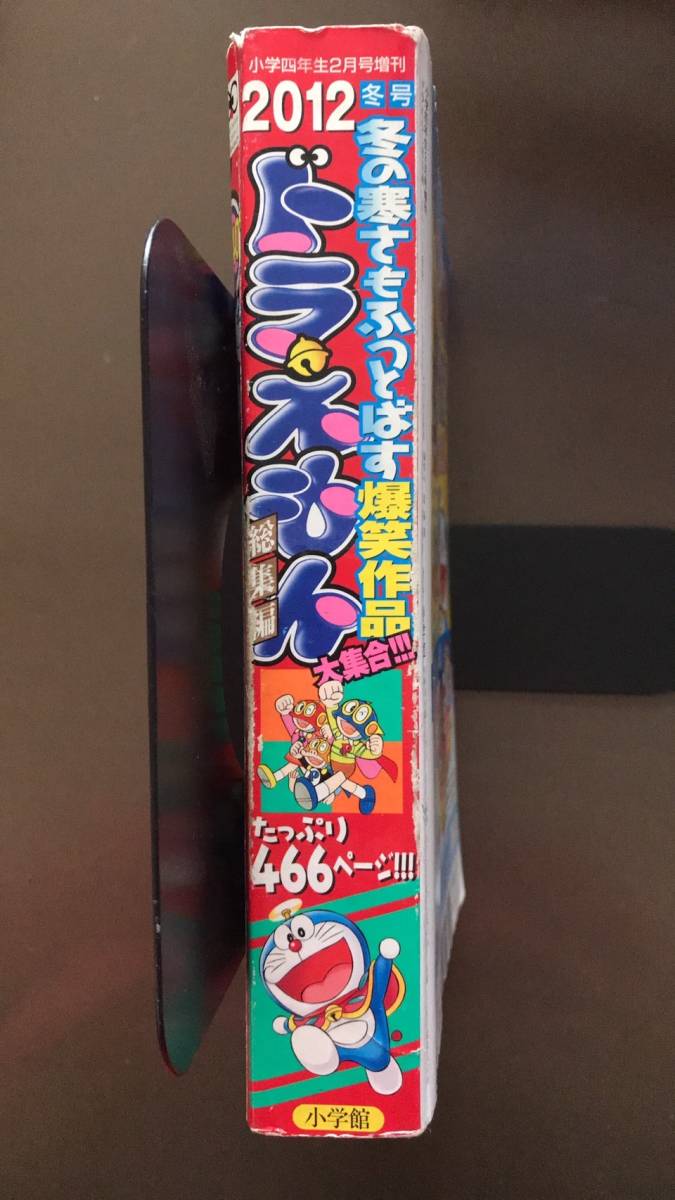 小学四年生2月号増刊
2012
冬号
冬の寒さもふっとばす爆笑作品
大集合!!!
ドラえもん
総集編
たっぷり
466ページ!!!
小学館